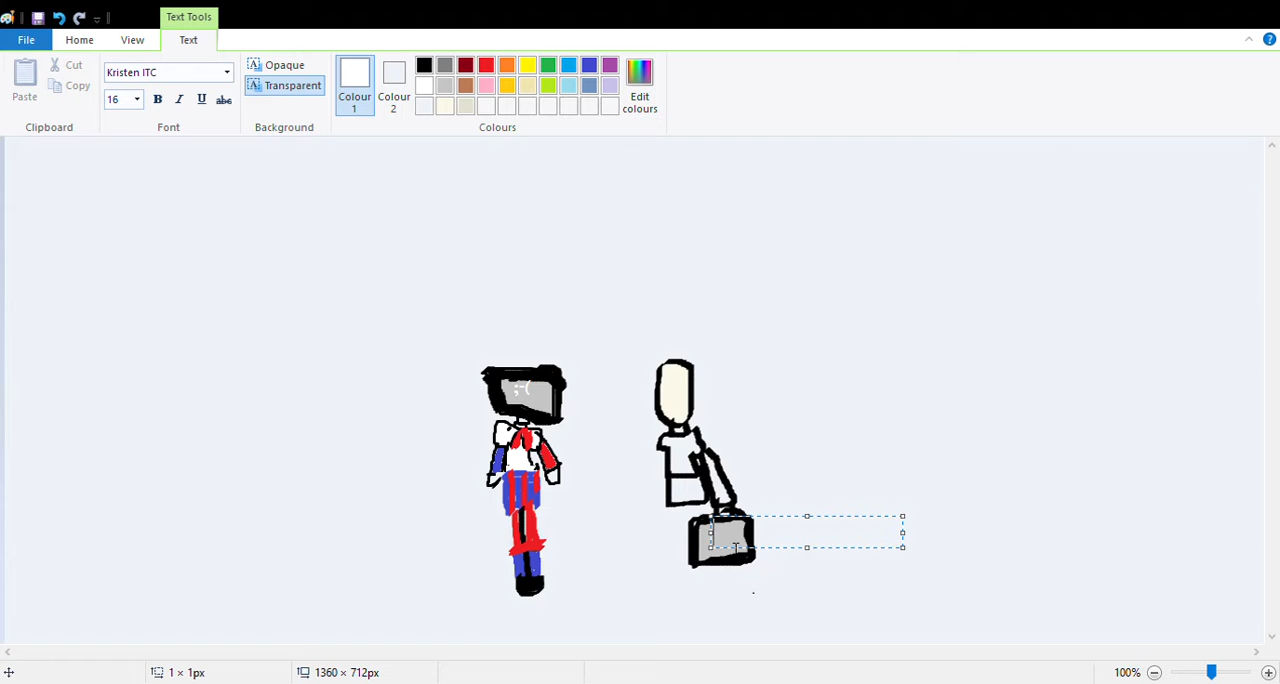 Text Tools
File Home View Text
Paste
Cut
Copy
Clipboard
Kristen ITC
16 B I U abc
Font
A Opaque
A Transparent
Background
Colour 1
Colour 2
Edit colours
Colours
;-(
1 × 1px
1360 × 712px
100%